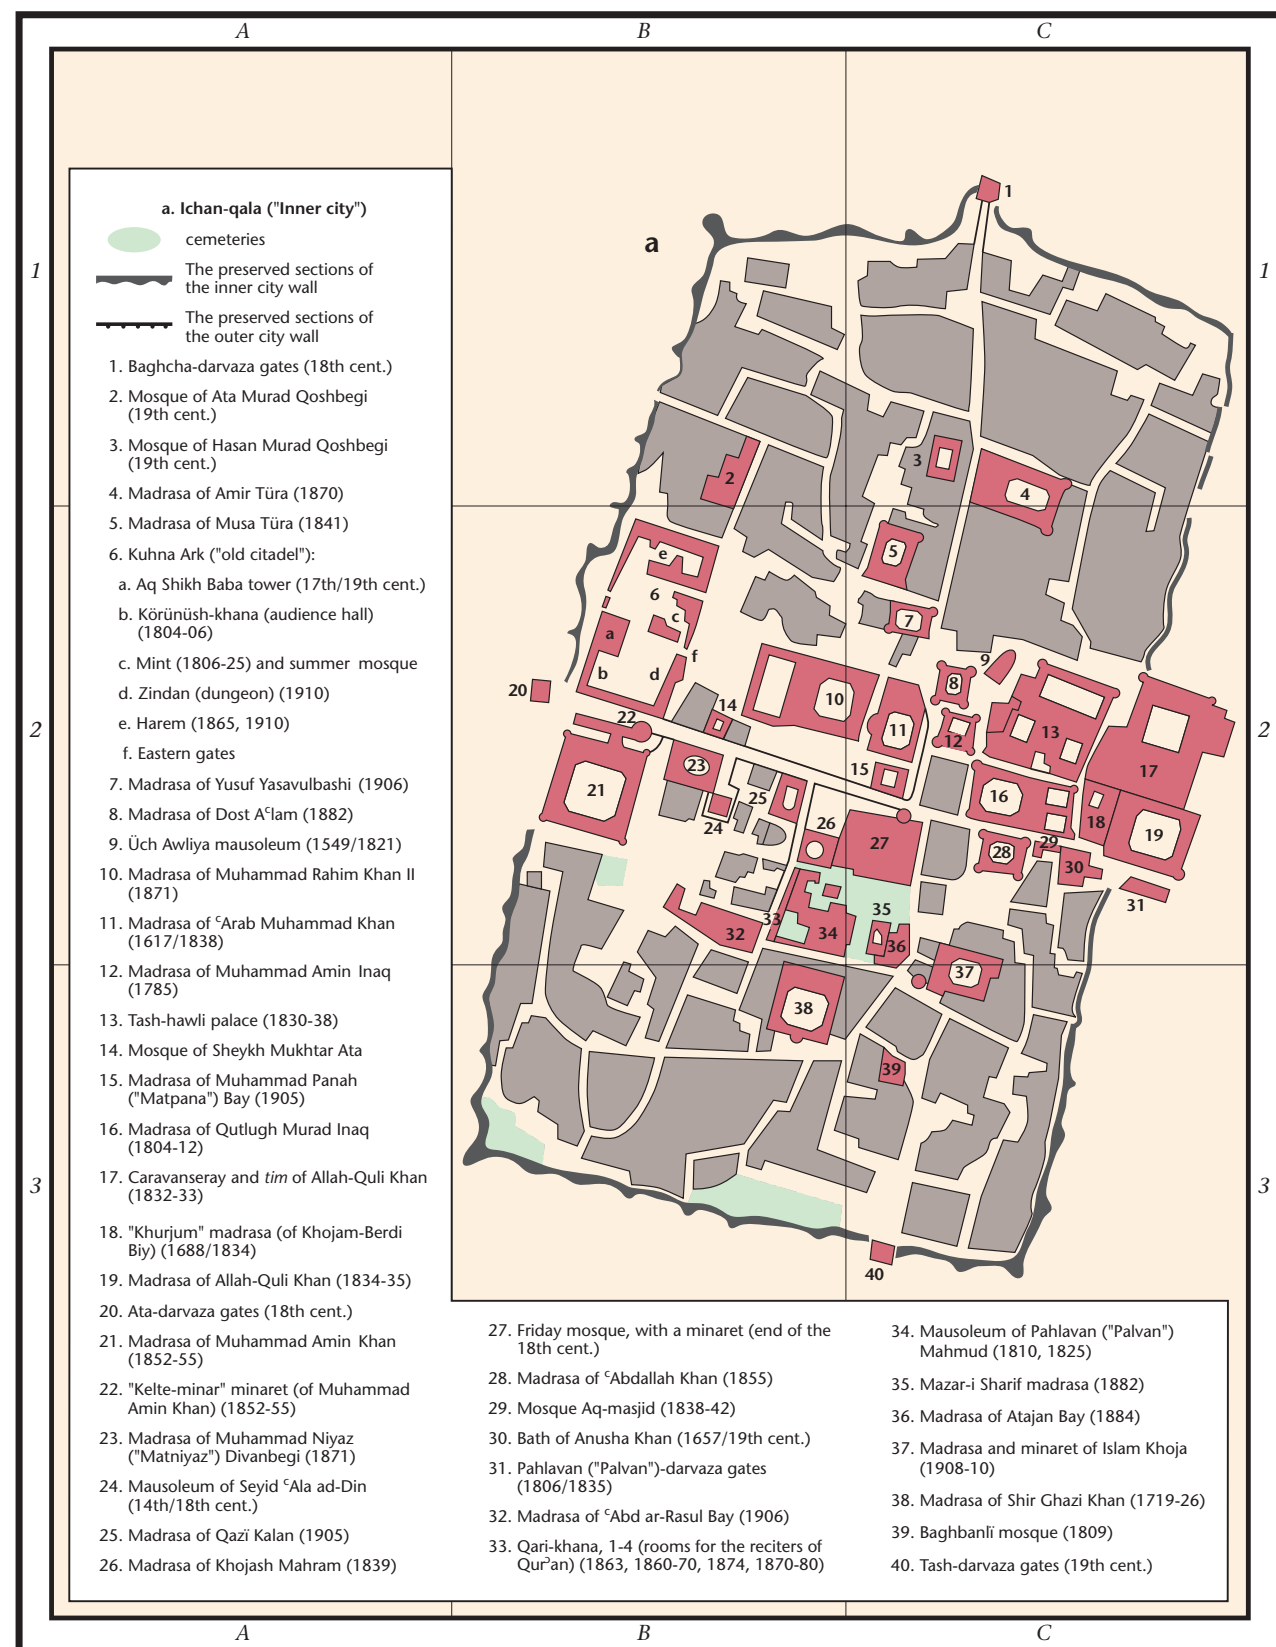 A B C
a. Ichan-qala ("Inner city")
cemeteries
The preserved sections of
the inner city wall
The preserved sections of
the outer city wall
1. Baghcha-darvaza gates (18th cent.)
2. Mosque of Ata Murad Qoshbegi
(19th cent.)
3. Mosque of Hasan Murad Qoshbegi
(19th cent.)
4. Madrasa of Amir Türa (1870)
5. Madrasa of Musa Türa (1841)
6. Kuhna Ark ("old citadel"):
a. Aq Shikh Baba tower (17th/19th cent.)
b. Körünüsh-khana (audience hall)
(1804-06)
c. Mint (1806-25) and summer mosque
d. Zindan (dungeon) (1910)
e. Harem (1865, 1910)
f. Eastern gates
7. Madrasa of Yusuf Yasavulbashi (1906)
8. Madrasa of Dost Aᶜlam (1882)
9. Üch Awliya mausoleum (1549/1821)
10. Madrasa of Muhammad Rahim Khan II
(1871)
11. Madrasa of ᶜArab Muhammad Khan
(1617/1838)
12. Madrasa of Muhammad Amin Inaq
(1785)
13. Tash-hawli palace (1830-38)
14. Mosque of Sheykh Mukhtar Ata
15. Madrasa of Muhammad Panah
("Matpana") Bay (1905)
16. Madrasa of Qutlugh Murad Inaq
(1804-12)
17. Caravanseray and tim of Allah-Quli Khan
(1832-33)
18. "Khurjum" madrasa (of Khojam-Berdi
Biy) (1688/1834)
19. Madrasa of Allah-Quli Khan (1834-35)
20. Ata-darvaza gates (18th cent.)
21. Madrasa of Muhammad Amin Khan
(1852-55)
22. "Kelte-minar" minaret (of Muhammad
Amin Khan) (1852-55)
23. Madrasa of Muhammad Niyaz
("Matniyaz") Divanbegi (1871)
24. Mausoleum of Seyid ᶜAla ad-Din
(14th/18th cent.)
25. Madrasa of Qazï Kalan (1905)
26. Madrasa of Khojash Mahram (1839)
27. Friday mosque, with a minaret (end of the
18th cent.)
28. Madrasa of ᶜAbdallah Khan (1855)
29. Mosque Aq-masjid (1838-42)
30. Bath of Anusha Khan (1657/19th cent.)
31. Pahlavan ("Palvan")-darvaza gates
(1806/1835)
32. Madrasa of ᶜAbd ar-Rasul Bay (1906)
33. Qari-khana, 1-4 (rooms for the reciters of
Qurʾan) (1863, 1860-70, 1874, 1870-80)
34. Mausoleum of Pahlavan ("Palvan")
Mahmud (1810, 1825)
35. Mazar-i Sharif madrasa (1882)
36. Madrasa of Atajan Bay (1884)
37. Madrasa and minaret of Islam Khoja
(1908-10)
38. Madrasa of Shir Ghazi Khan (1719-26)
39. Baghbanlï mosque (1809)
40. Tash-darvaza gates (19th cent.)
1
a
1
1
3
2
4
e
5
6
c
7
a
f
9
b
d
8
20
10
14
22
11
12
13
2
2
23
15
17
21
16
25
26
18
24
27
19
29
28
30
31
35
33
32
34
36
37
38
39
3
3
40
A B C